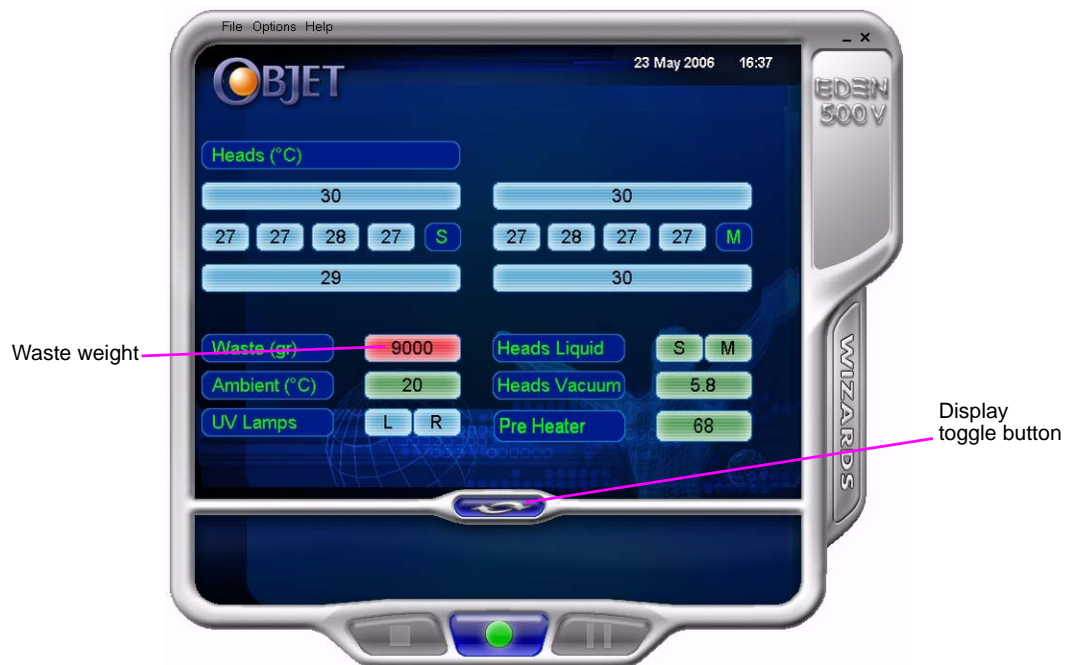 File Options Help
OBJET
23 May 2006 16:37
EDEN
500 V
Heads (°C)
30 30
27 27 28 27 S 27 28 27 27 M
29 30
Waste weight
Waste (gr) 9000 Heads Liquid S M
Ambient (°C) 20 Heads Vacuum 5.8
UV Lamps L R Pre Heater 68
WIZARDS
Display
toggle button